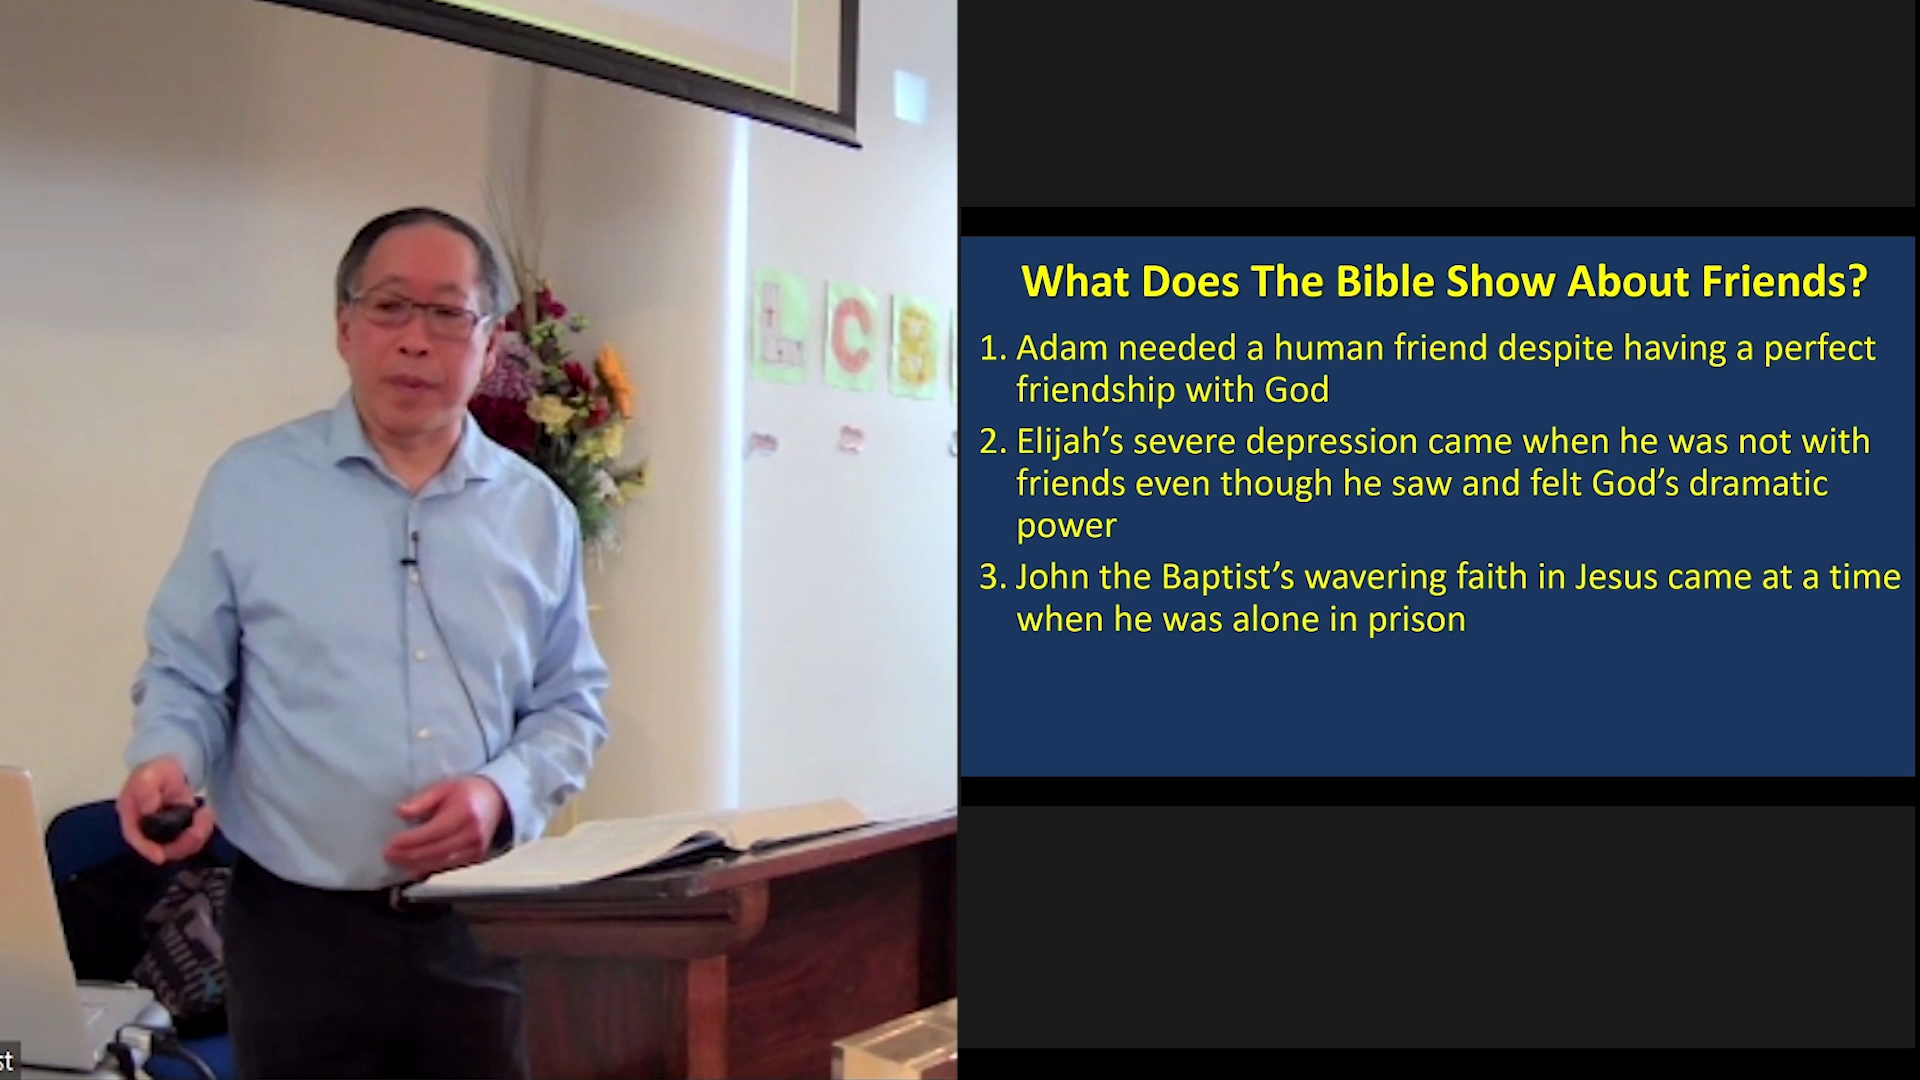 LCB
What Does The Bible Show About Friends?
1. Adam needed a human friend despite having a perfect
friendship with God
2. Elijah’s severe depression came when he was not with
friends even though he saw and felt God’s dramatic
power
3. John the Baptist’s wavering faith in Jesus came at a time
when he was alone in prison
st